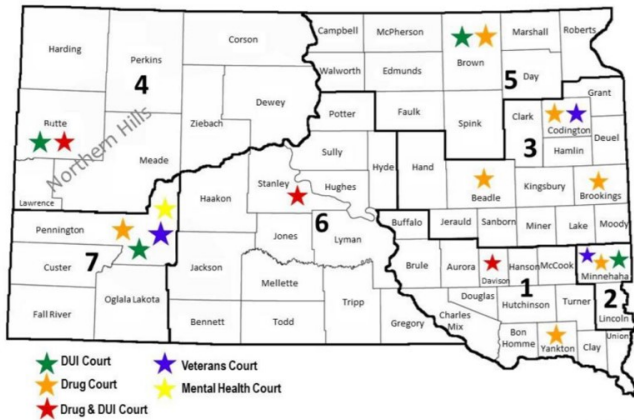 Harding
Perkins
Corson
Campbell
McPherson
Brown
Marshall
Roberts
4
Walworth
Edmunds
5
Day
Dewey
Grant
Butte
Ziebach
Potter
Faulk
Spink
Clark
Codington
Northern Hills
Meade
Sully
3
Hamlin
Deuel
Hyde
Hand
Lawrence
Haakon
Stanley
Hughes
Beadle
Kingsbury
Brookings
Pennington
6
Buffalo
Jerauld
Sanborn
Miner
Lake
Moody
Jones
Lyman
7
Custer
Jackson
Brule
Aurora
Davison
Hanson
McCook
Minnehaha
1
Mellette
Douglas
Hutchinson
Turner
2
Fall River
Oglala Lakota
Tripp
Charles
Mix
Lincoln
Bennett
Todd
Gregory
Bon
Homme
Yankton
Clay
Union
DUI Court
Veterans Court
Drug Court
Mental Health Court
Drug & DUI Court